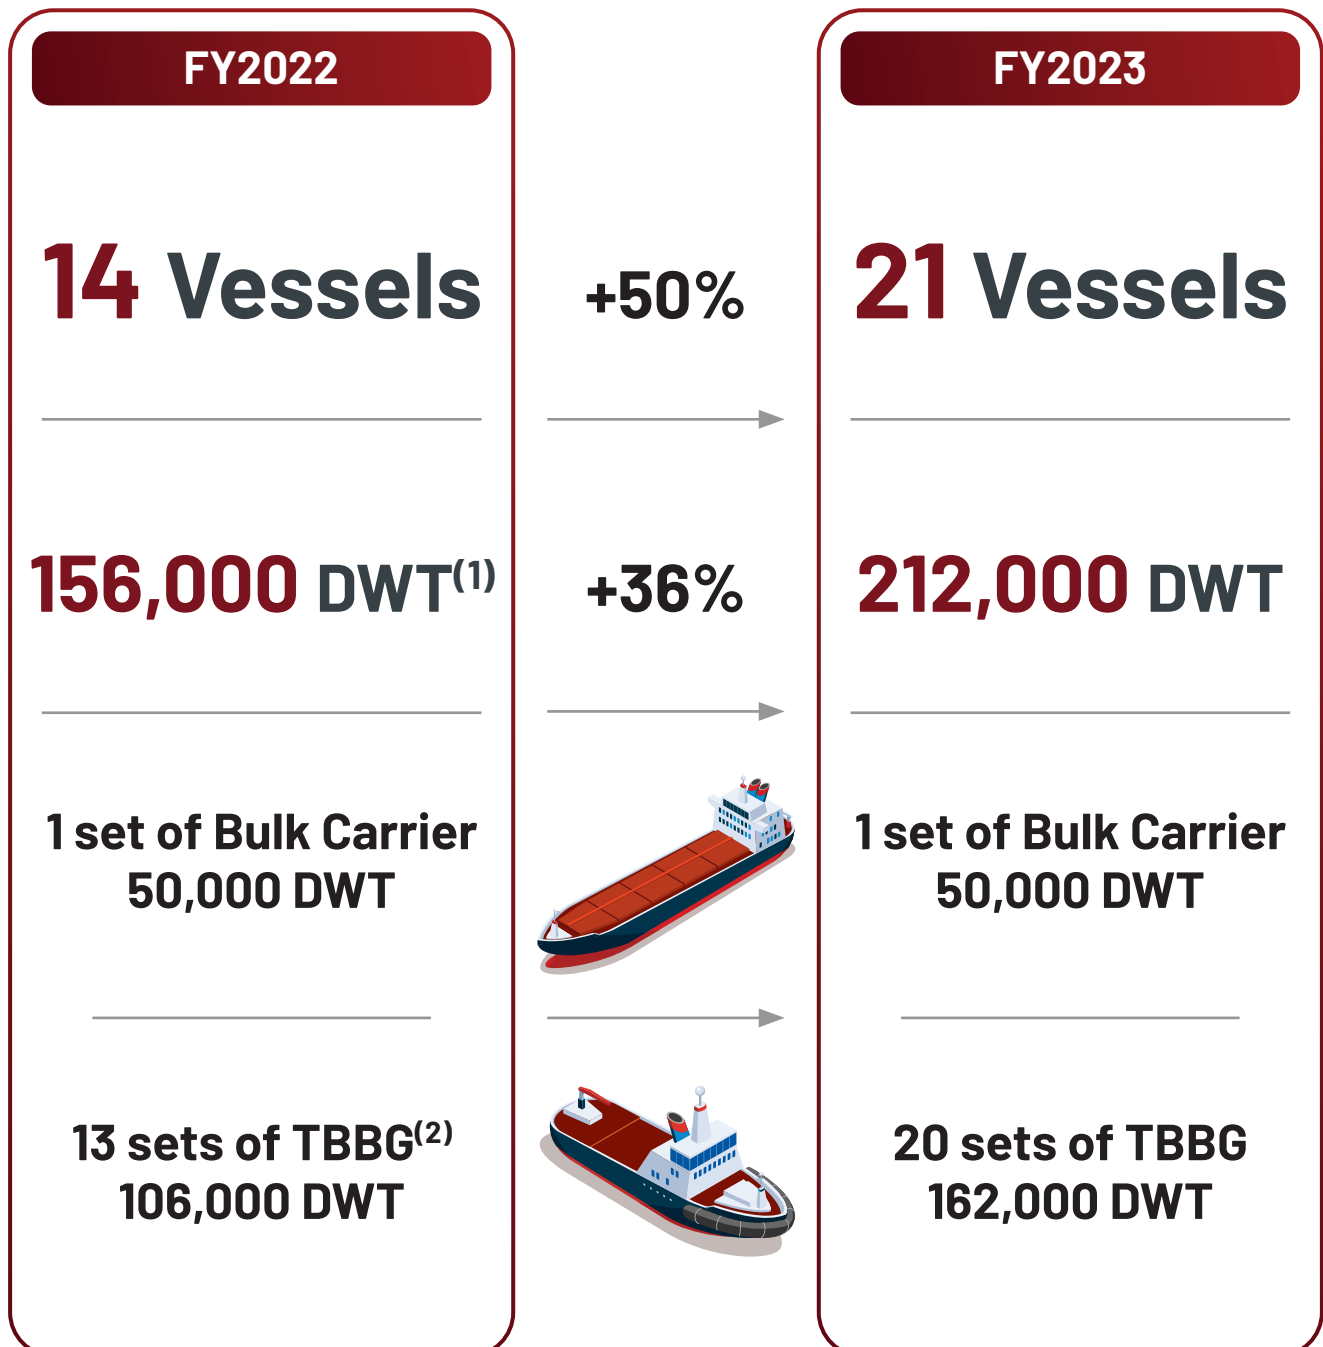 FY2022
14 Vessels
156,000 DWT(1)
1 set of Bulk Carrier
50,000 DWT
13 sets of TBBG(2)
106,000 DWT
+50%
+36%
FY2023
21 Vessels
212,000 DWT
1 set of Bulk Carrier
50,000 DWT
20 sets of TBBG
162,000 DWT